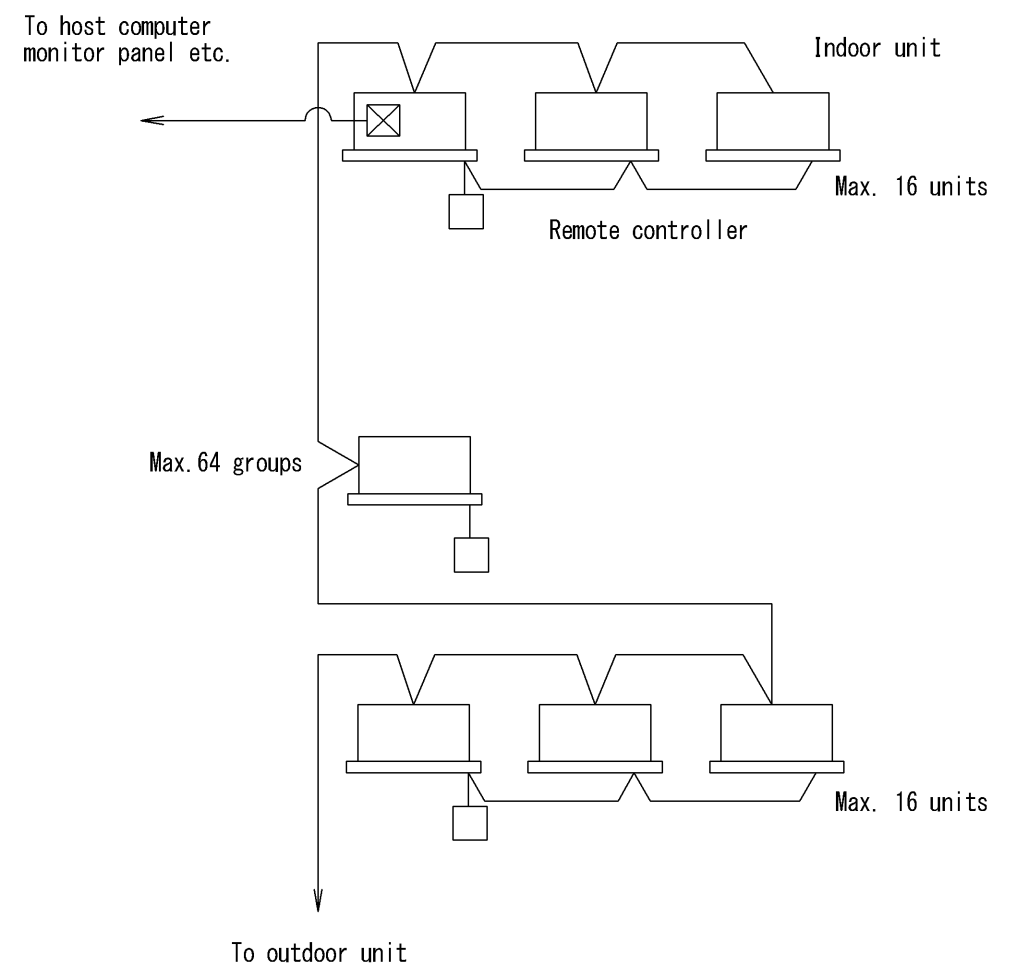 To host computer
monitor panel etc.
Indoor unit
Max. 16 units
Remote controller
Max.64 groups
Max. 16 units
To outdoor unit